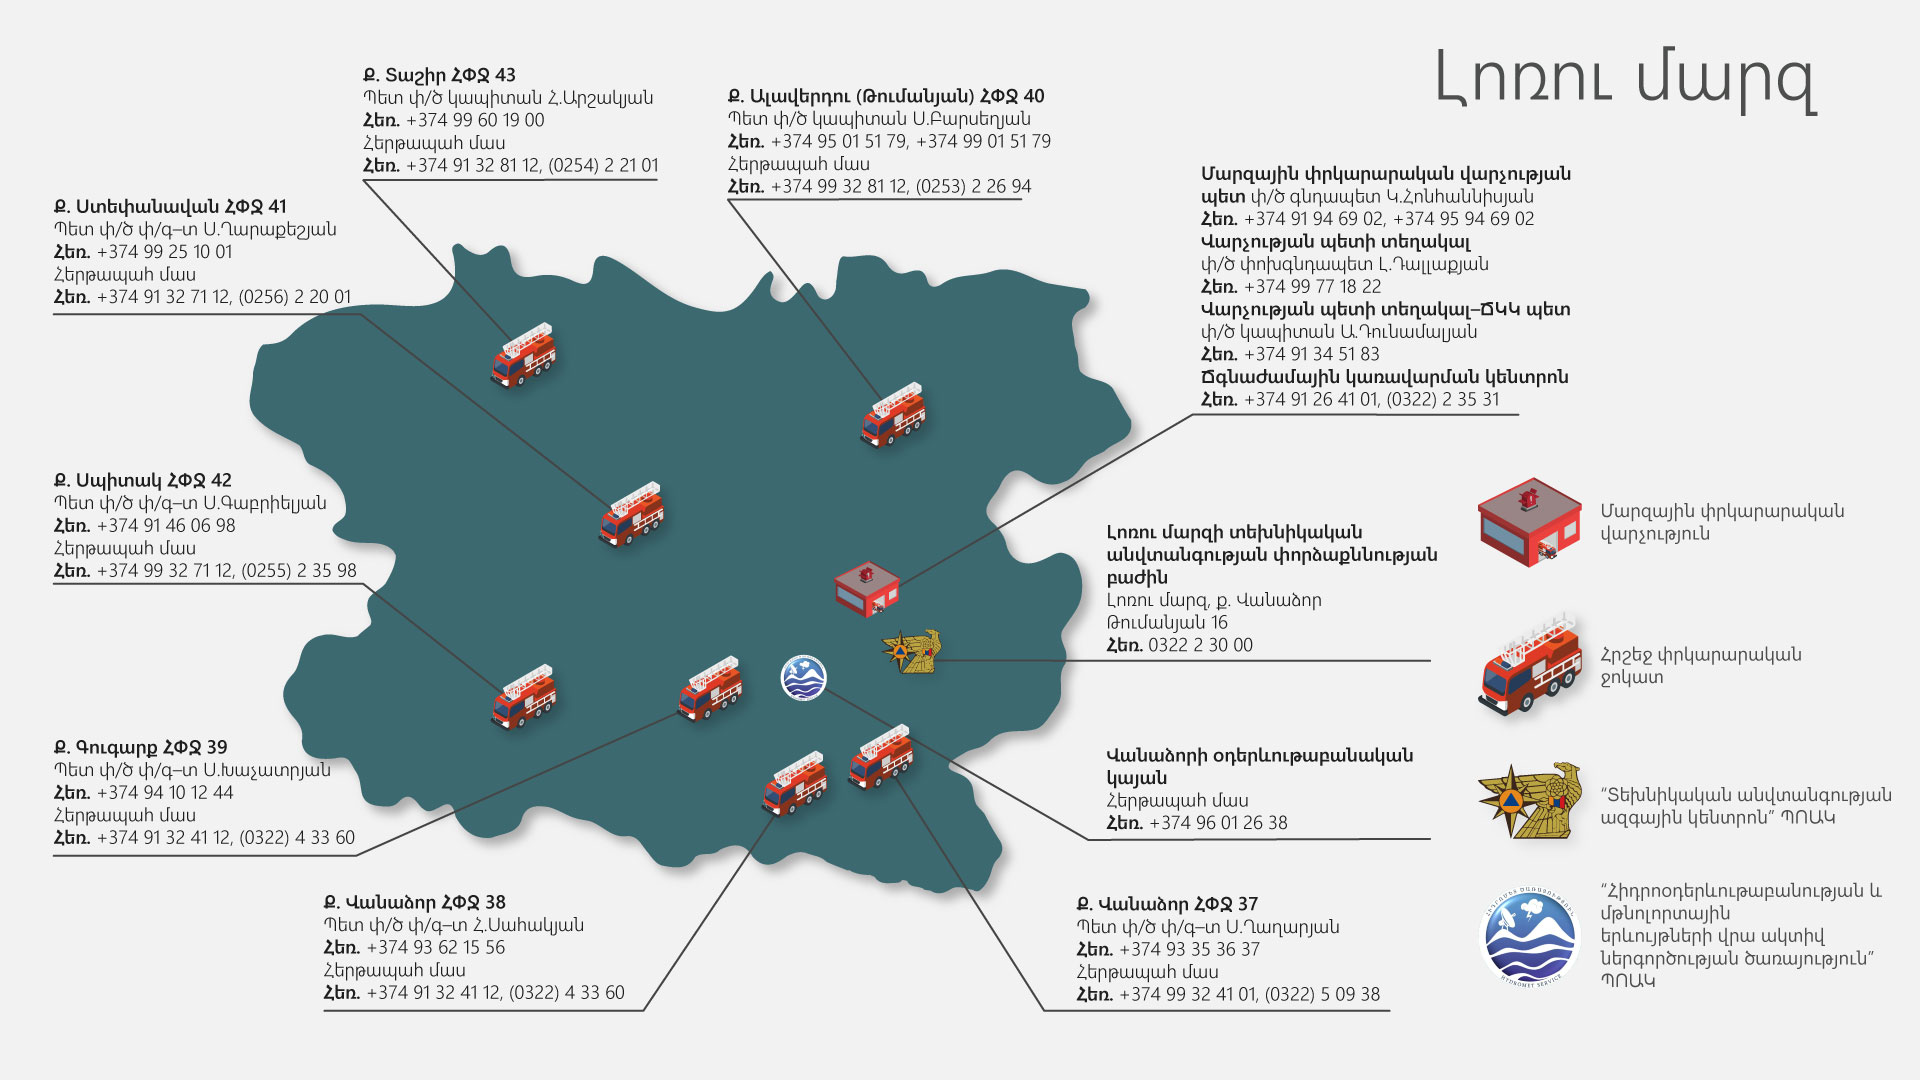 Լոռու մարզ
Ք. Տաշիր ՀՓՋ 43
Պետ փ/ծ կապիտան Հ.Արշակյան
Հեռ. +374 99 60 19 00
Հերթապահ մաս
Հեռ. +374 91 32 81 12, (0254) 2 21 01
Ք. Ալավերդու (Թումանյան) ՀՓՋ 40
Պետ փ/ծ կապիտան Ս.Բարսեղյան
Հեռ. +374 95 01 51 79, +374 99 01 51 79
Հերթապահ մաս
Հեռ. +374 99 32 81 12, (0253) 2 26 94
Մարզային փրկարարական վարչության
պետ փ/ծ գնդապետ Կ.Հոնհաննիսյան
Հեռ. +374 91 94 69 02, +374 95 94 69 02
Վարչության պետի տեղակալ
փ/ծ փոխգնդապետ Լ.Դալլաքյան
Հեռ. +374 99 77 18 22
Վարչության պետի տեղակալ–ՃԿԿ պետ
փ/ծ կապիտան Ա.Դունամալյան
Հեռ. +374 91 34 51 83
Ճգնաժամային կառավարման կենտրոն
Հեռ. +374 91 26 41 01, (0322) 2 35 31
Ք. Ստեփանավան ՀՓՋ 41
Պետ փ/ծ փ/գ–տ Ս.Ղարաքեշյան
Հեռ. +374 99 25 10 01
Հերթապահ մաս
Հեռ. +374 91 32 71 12, (0256) 2 20 01
Ք. Սպիտակ ՀՓՋ 42
Պետ փ/ծ փ/գ–տ Ս.Գաբրիելյան
Հեռ. +374 91 46 06 98
Հերթապահ մաս
Հեռ. +374 99 32 71 12, (0255) 2 35 98
Լոռու մարզի տեխնիկական
անվտանգության փորձաքննության
բաժին
Լոռու մարզ, ք. Վանաձոր
Թումանյան 16
Հեռ. 0322 2 30 00
Ք. Գուգարք ՀՓՋ 39
Պետ փ/ծ փ/գ–տ Ս.Խաչատրյան
Հեռ. +374 94 10 12 44
Հերթապահ մաս
Հեռ. +374 91 32 41 12, (0322) 4 33 60
Վանաձորի օդերևութաբանական
կայան
Հերթապահ մաս
Հեռ. +374 96 01 26 38
Ք. Վանաձոր ՀՓՋ 38
Պետ փ/ծ փ/գ–տ Հ.Սահակյան
Հեռ. +374 93 62 15 56
Հերթապահ մաս
Հեռ. +374 91 32 41 12, (0322) 4 33 60
Ք. Վանաձոր ՀՓՋ 37
Պետ փ/ծ փ/գ–տ Ս.Ղաղարյան
Հեռ. +374 93 35 36 37
Հերթապահ մաս
Հեռ. +374 99 32 41 01, (0322) 5 09 38
Մարզային փրկարարական
վարչություն
Հրշեջ փրկարարական
ջոկատ
“Տեխնիկական անվտանգության
ազգային կենտրոն” ՊՈԱԿ
“Հիդրոօդերևութաբանության և
մթնոլորտային
երևույթների վրա ակտիվ
ներգործության ծառայություն”
ՊՈԱԿ
HYDROMET SERVICE